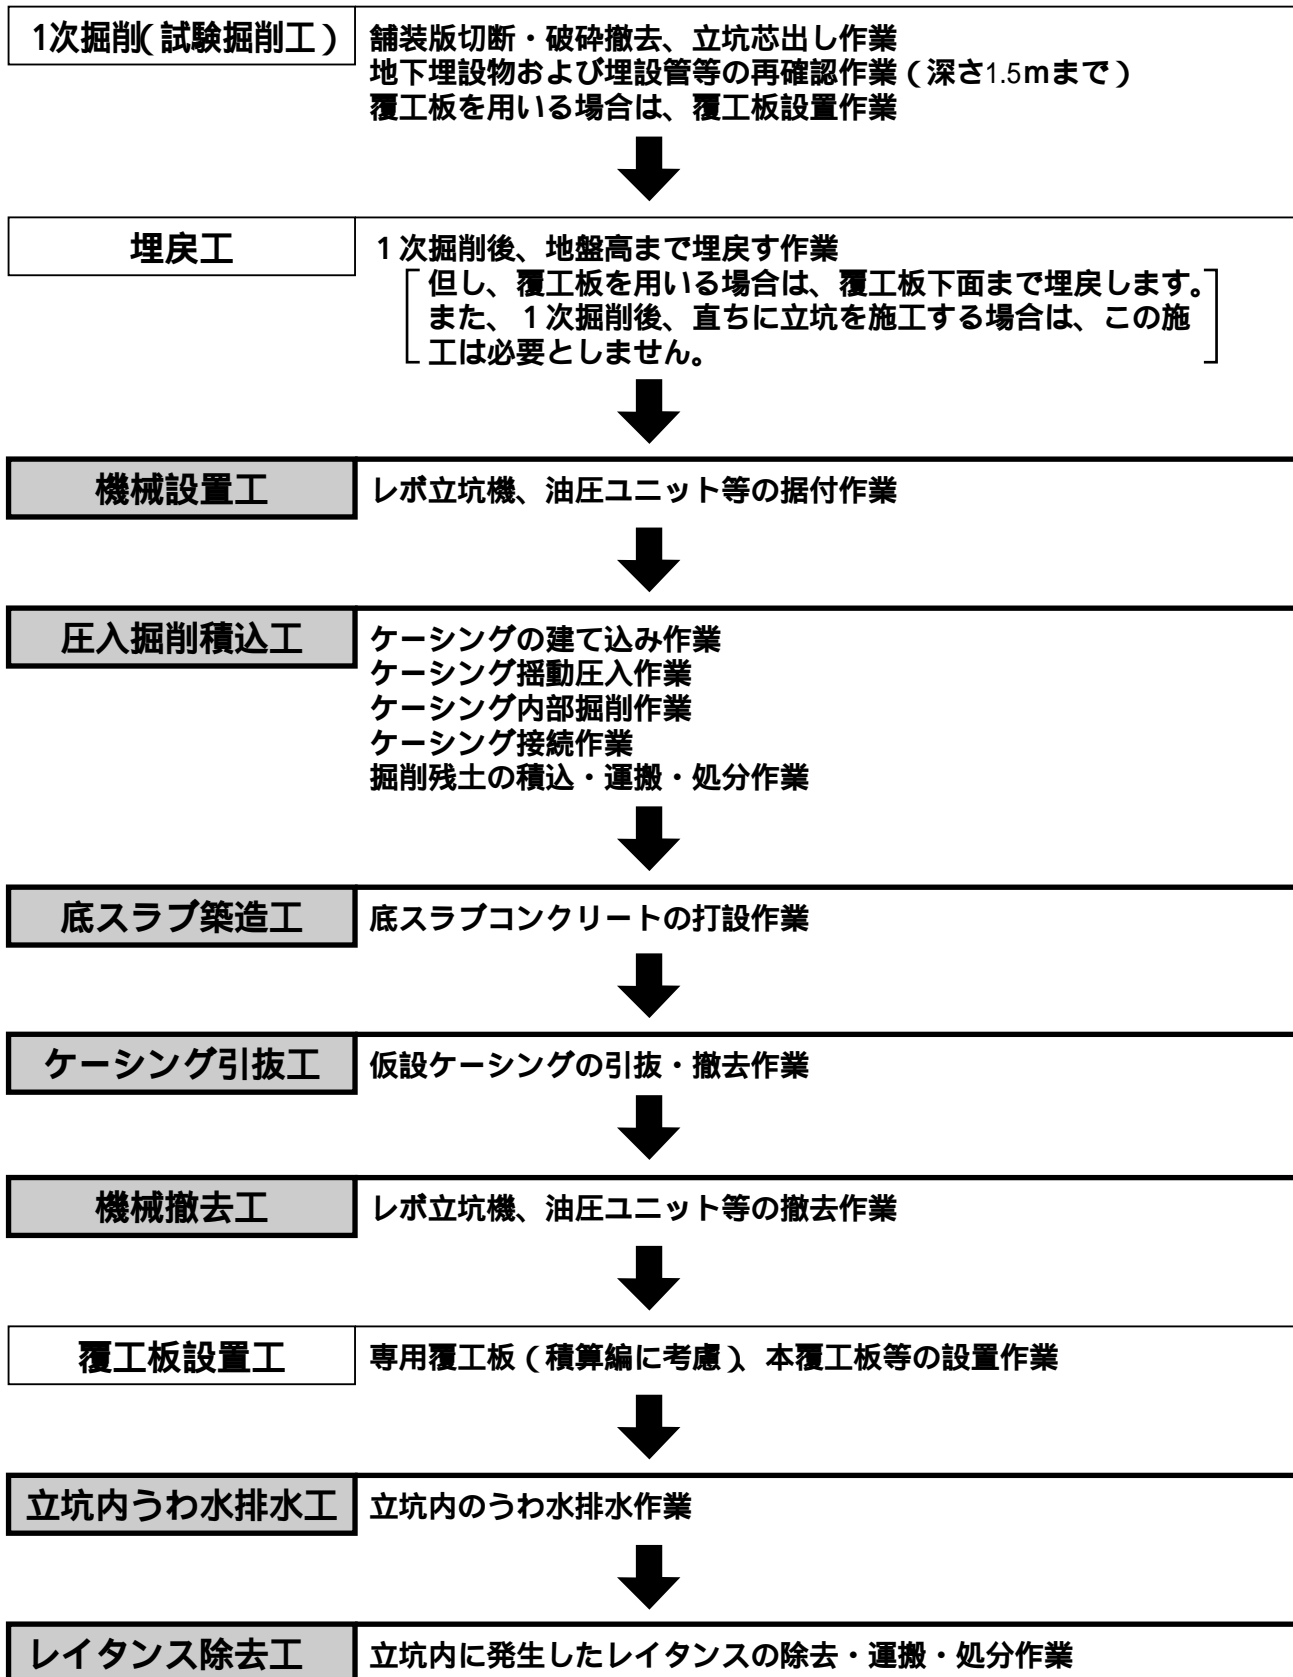 1次掘削(試験掘削工)
舗装版切断・破砕撤去、立坑芯出し作業
地下埋設物および埋設管等の再確認作業(深さ1.5mまで)
覆工板を用いる場合は、覆工板設置作業
埋戻工
1次掘削後、地盤高まで埋戻す作業
但し、覆工板を用いる場合は、覆工板下面まで埋戻します。
また、1次掘削後、直ちに立坑を施工する場合は、この施
工は必要としません。
機械設置工
レボ立坑機、油圧ユニット等の据付作業
圧入掘削積込工
ケーシングの建て込み作業
ケーシング揺動圧入作業
ケーシング内部掘削作業
ケーシング接続作業
掘削残土の積込・運搬・処分作業
底スラブ築造工
底スラブコンクリートの打設作業
ケーシング引抜工
仮設ケーシングの引抜・撤去作業
機械撤去工
レボ立坑機、油圧ユニット等の撤去作業
覆工板設置工
専用覆工板(積算編に考慮)、本覆工板等の設置作業
立坑内うわ水排水工
立坑内のうわ水排水作業
レイタンス除去工
立坑内に発生したレイタンスの除去・運搬・処分作業